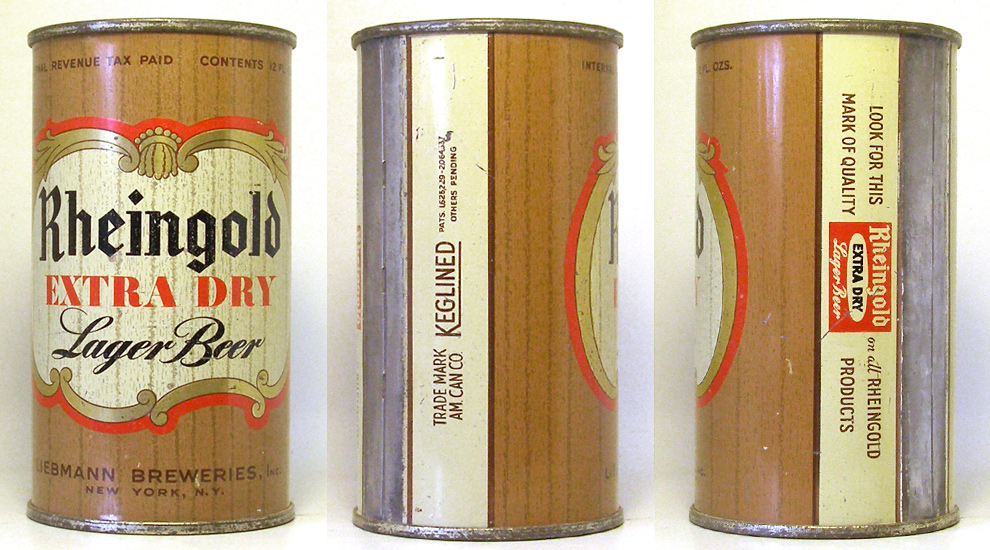 NAL REVENUE TAX PAID CONTENTS 12 FL
Rheingold
EXTRA DRY
Lager Beer
LIEBMANN BREWERIES, INC.
NEW YORK, N.Y.
INTERN
TRADE MARK
AM. CAN CO.
KEGLINED
OTHERS PENDING
FL. OZS.
LOOK FOR THIS
MARK OF QUALITY
Rheingold
EXTRA DRY
Lager Beer
on all RHEINGOLD
PRODUCTS